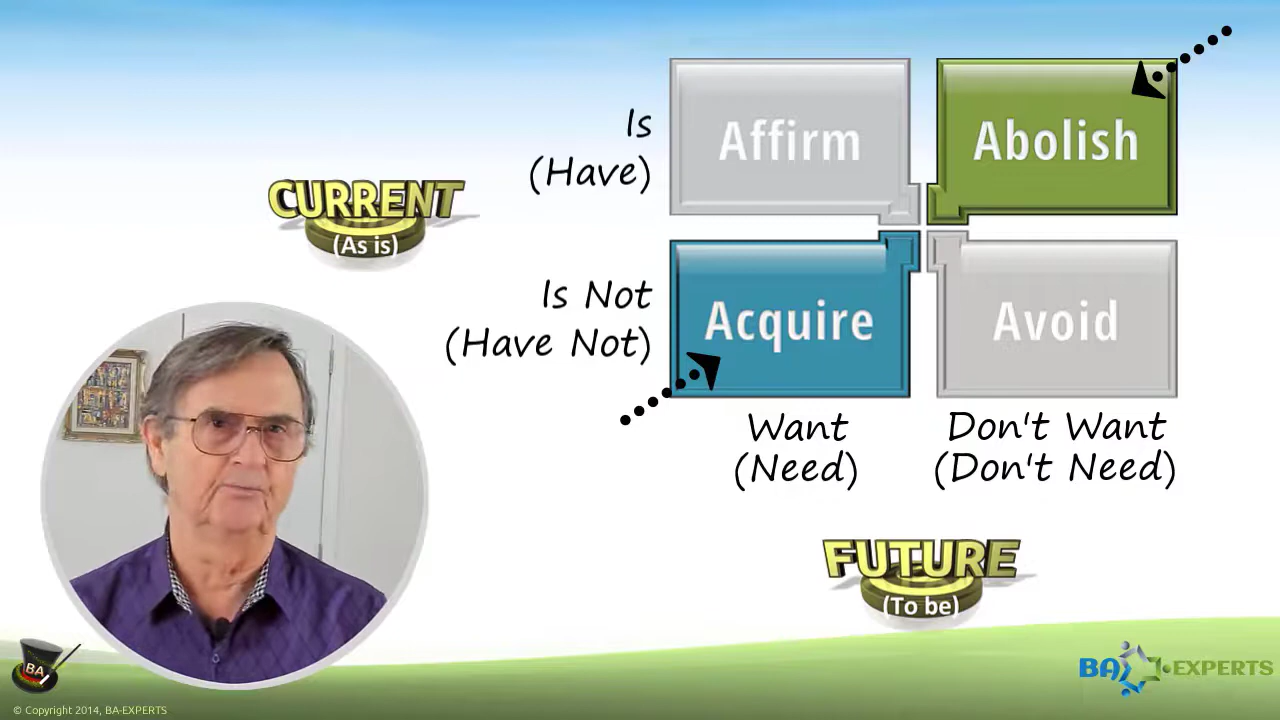 Is
(Have)
Affirm
Abolish
CURRENT
(As is)
Is Not
(Have Not)
Acquire
Avoid
Want
(Need)
Don't Want
(Don't Need)
FUTURE
(To be)
BA
BA EXPERTS
© Copyright 2014, BA-EXPERTS